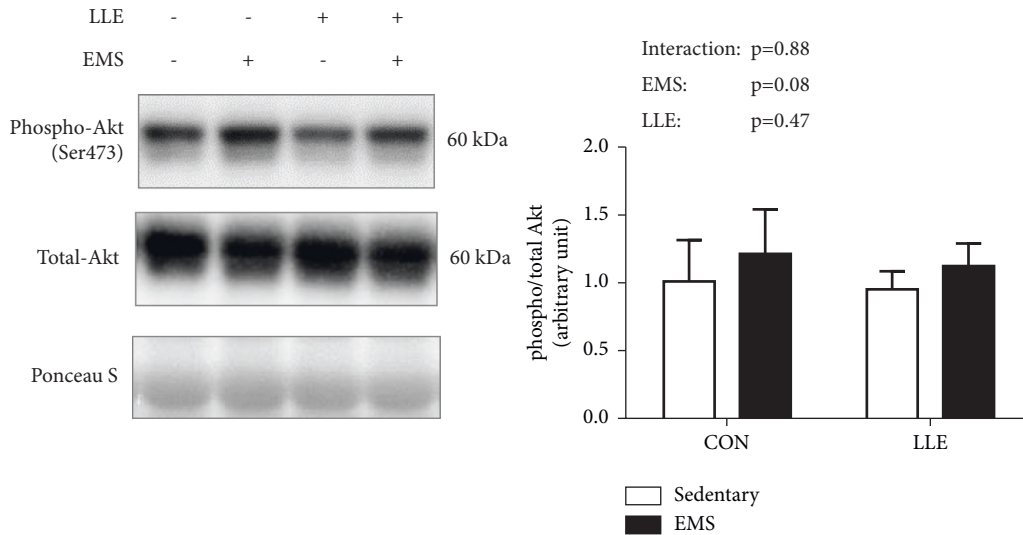 LLE - - + +
EMS - + - +
Phospho-Akt
(Ser473)
60 kDa
Total-Akt
60 kDa
Ponceau S
Interaction: p=0.88
EMS: p=0.08
LLE: p=0.47
phospho/total Akt
(arbitrary unit)
2.0
1.5
1.0
0.5
0.0
CON LLE
Sedentary
EMS